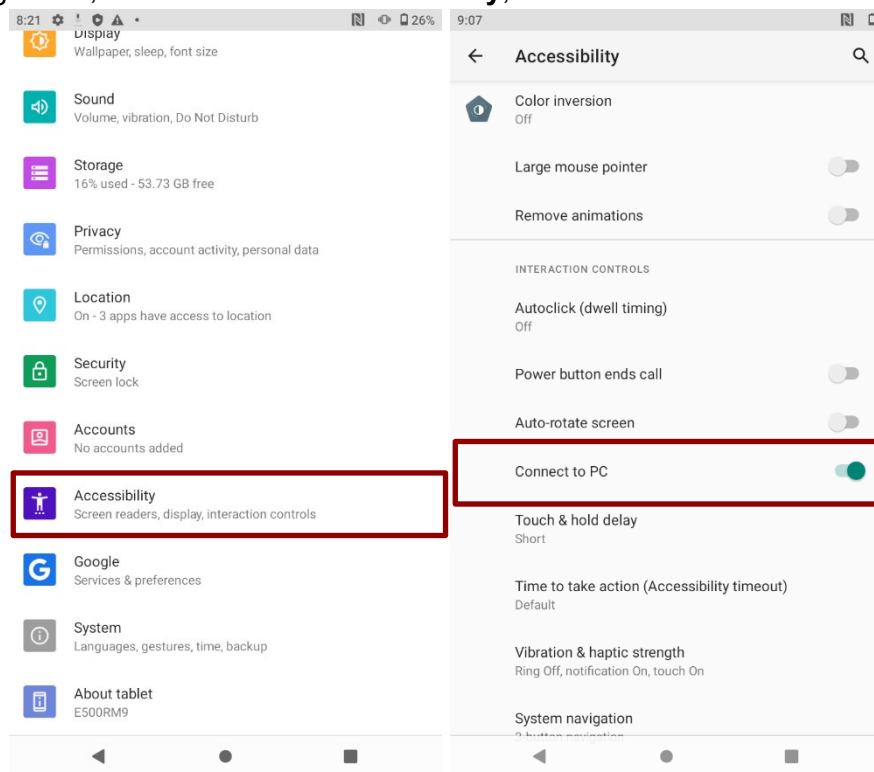 8:21
26%
Display
Wallpaper, sleep, font size
Sound
Volume, vibration, Do Not Disturb
Storage
16% used - 53.73 GB free
Privacy
Permissions, account activity, personal data
Location
On - 3 apps have access to location
Security
Screen lock
Accounts
No accounts added
Accessibility
Screen readers, display, interaction controls
Google
Services & preferences
System
Languages, gestures, time, backup
About tablet
E500RM9
9:07
Accessibility
Color inversion
Off
Large mouse pointer
Remove animations
INTERACTION CONTROLS
Autoclick (dwell timing)
Off
Power button ends call
Auto-rotate screen
Connect to PC
Touch & hold delay
Short
Time to take action (Accessibility timeout)
Default
Vibration & haptic strength
Ring Off, notification On, touch On
System navigation
3-button navigation